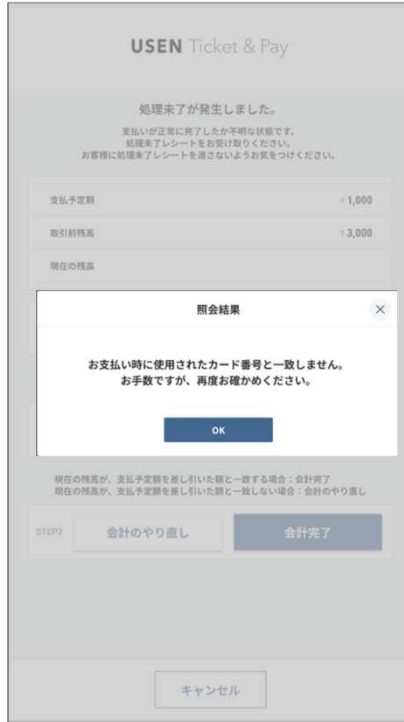 USEN Ticket & Pay
処理未了が発生しました。
支払いが正常に完了したか不明な状態です。
処理未了レシートをお受け取りください。
お客様に処理未了レシートを渡さないようお気をつけください。
支払予定額 ¥1,000
取引前残高 ¥3,000
現在の残高
照会結果 ×
お支払い時に使用されたカード番号と一致しません。
お手数ですが、再度お確かめください。
OK
現在の残高が、支払予定額を差し引いた額と一致する場合：会計完了
現在の残高が、支払予定額を差し引いた額と一致しない場合：会計のやり直し
STEP3 会計のやり直し 会計完了
キャンセル